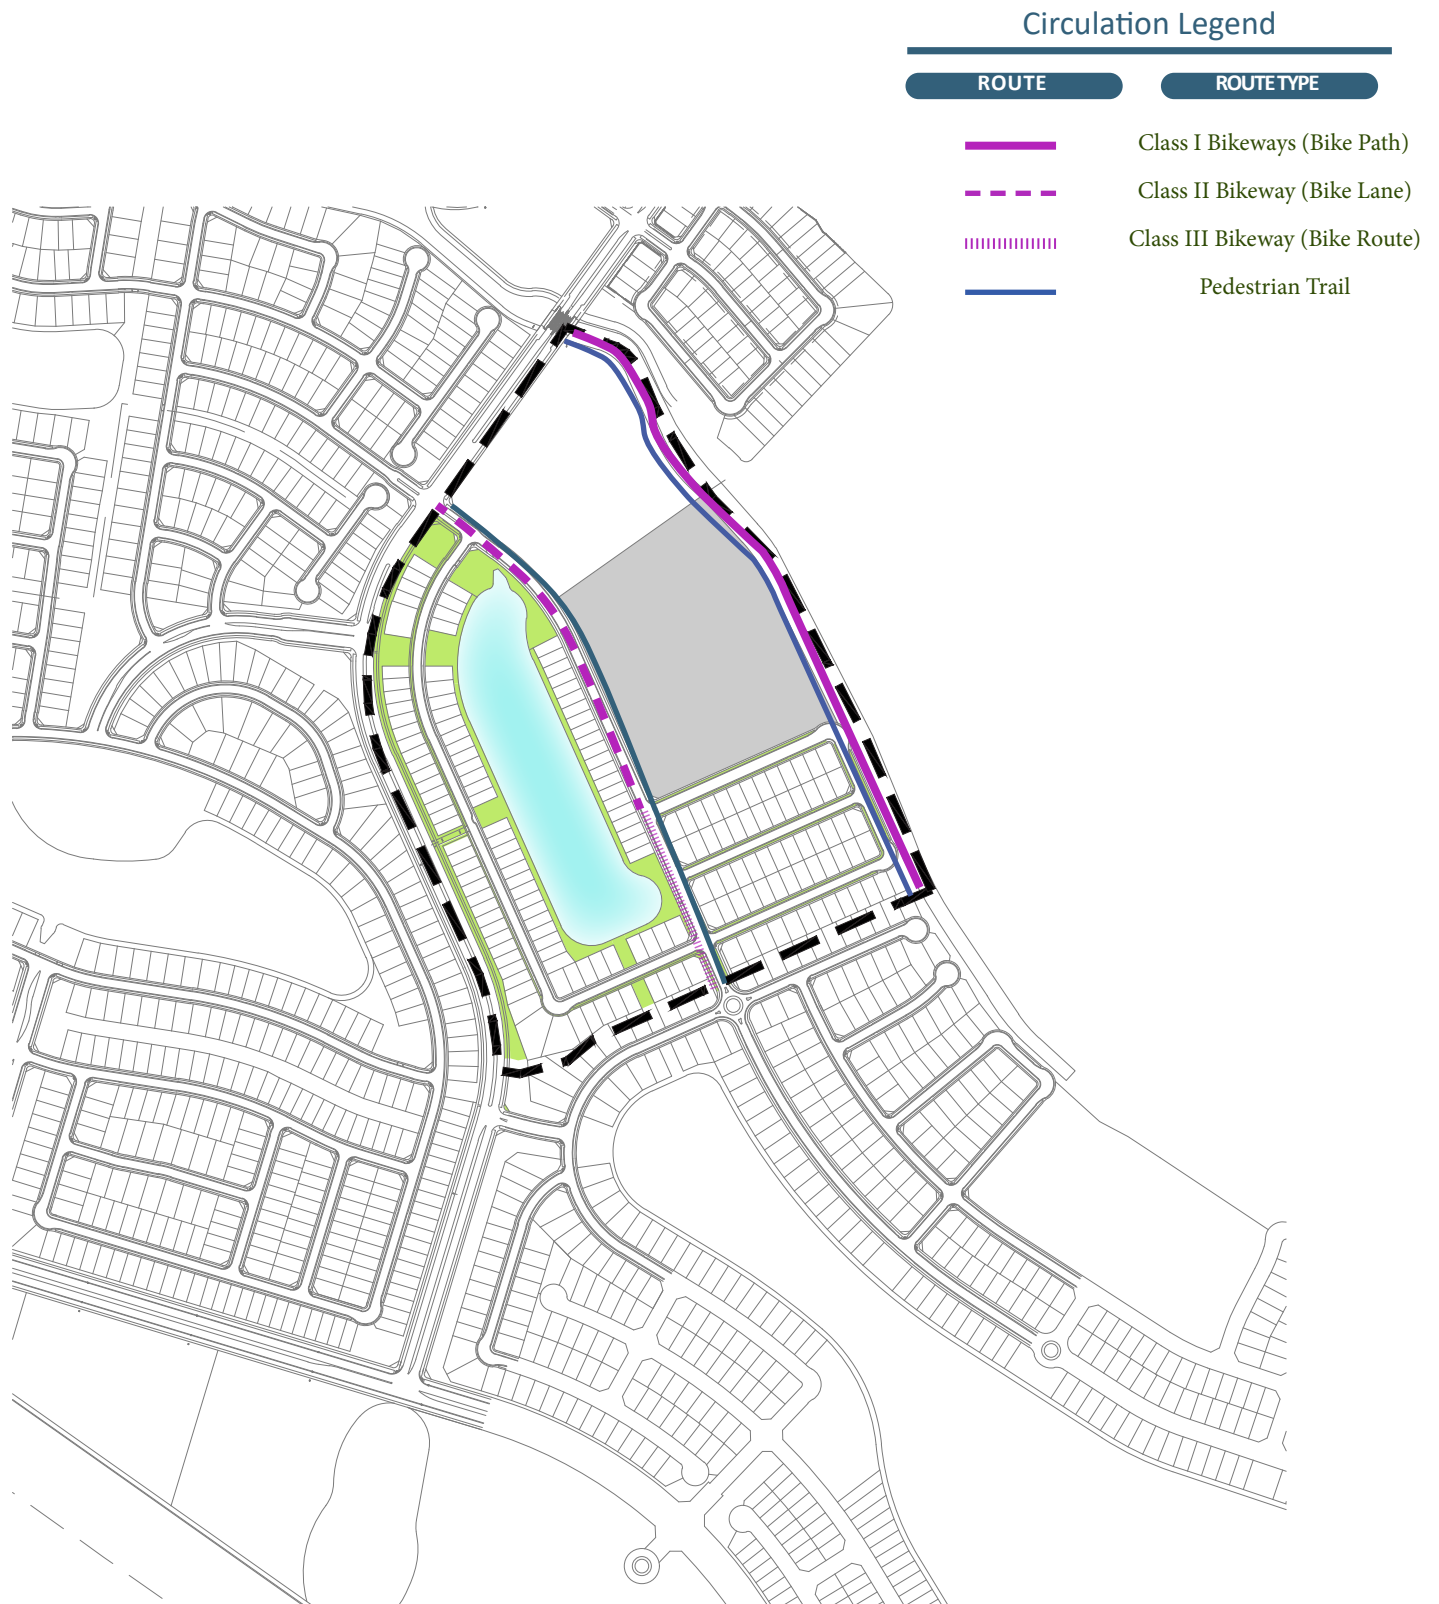 Circulation Legend
ROUTE
ROUTE TYPE
Class I Bikeways (Bike Path)
Class II Bikeway (Bike Lane)
Class III Bikeway (Bike Route)
Pedestrian Trail